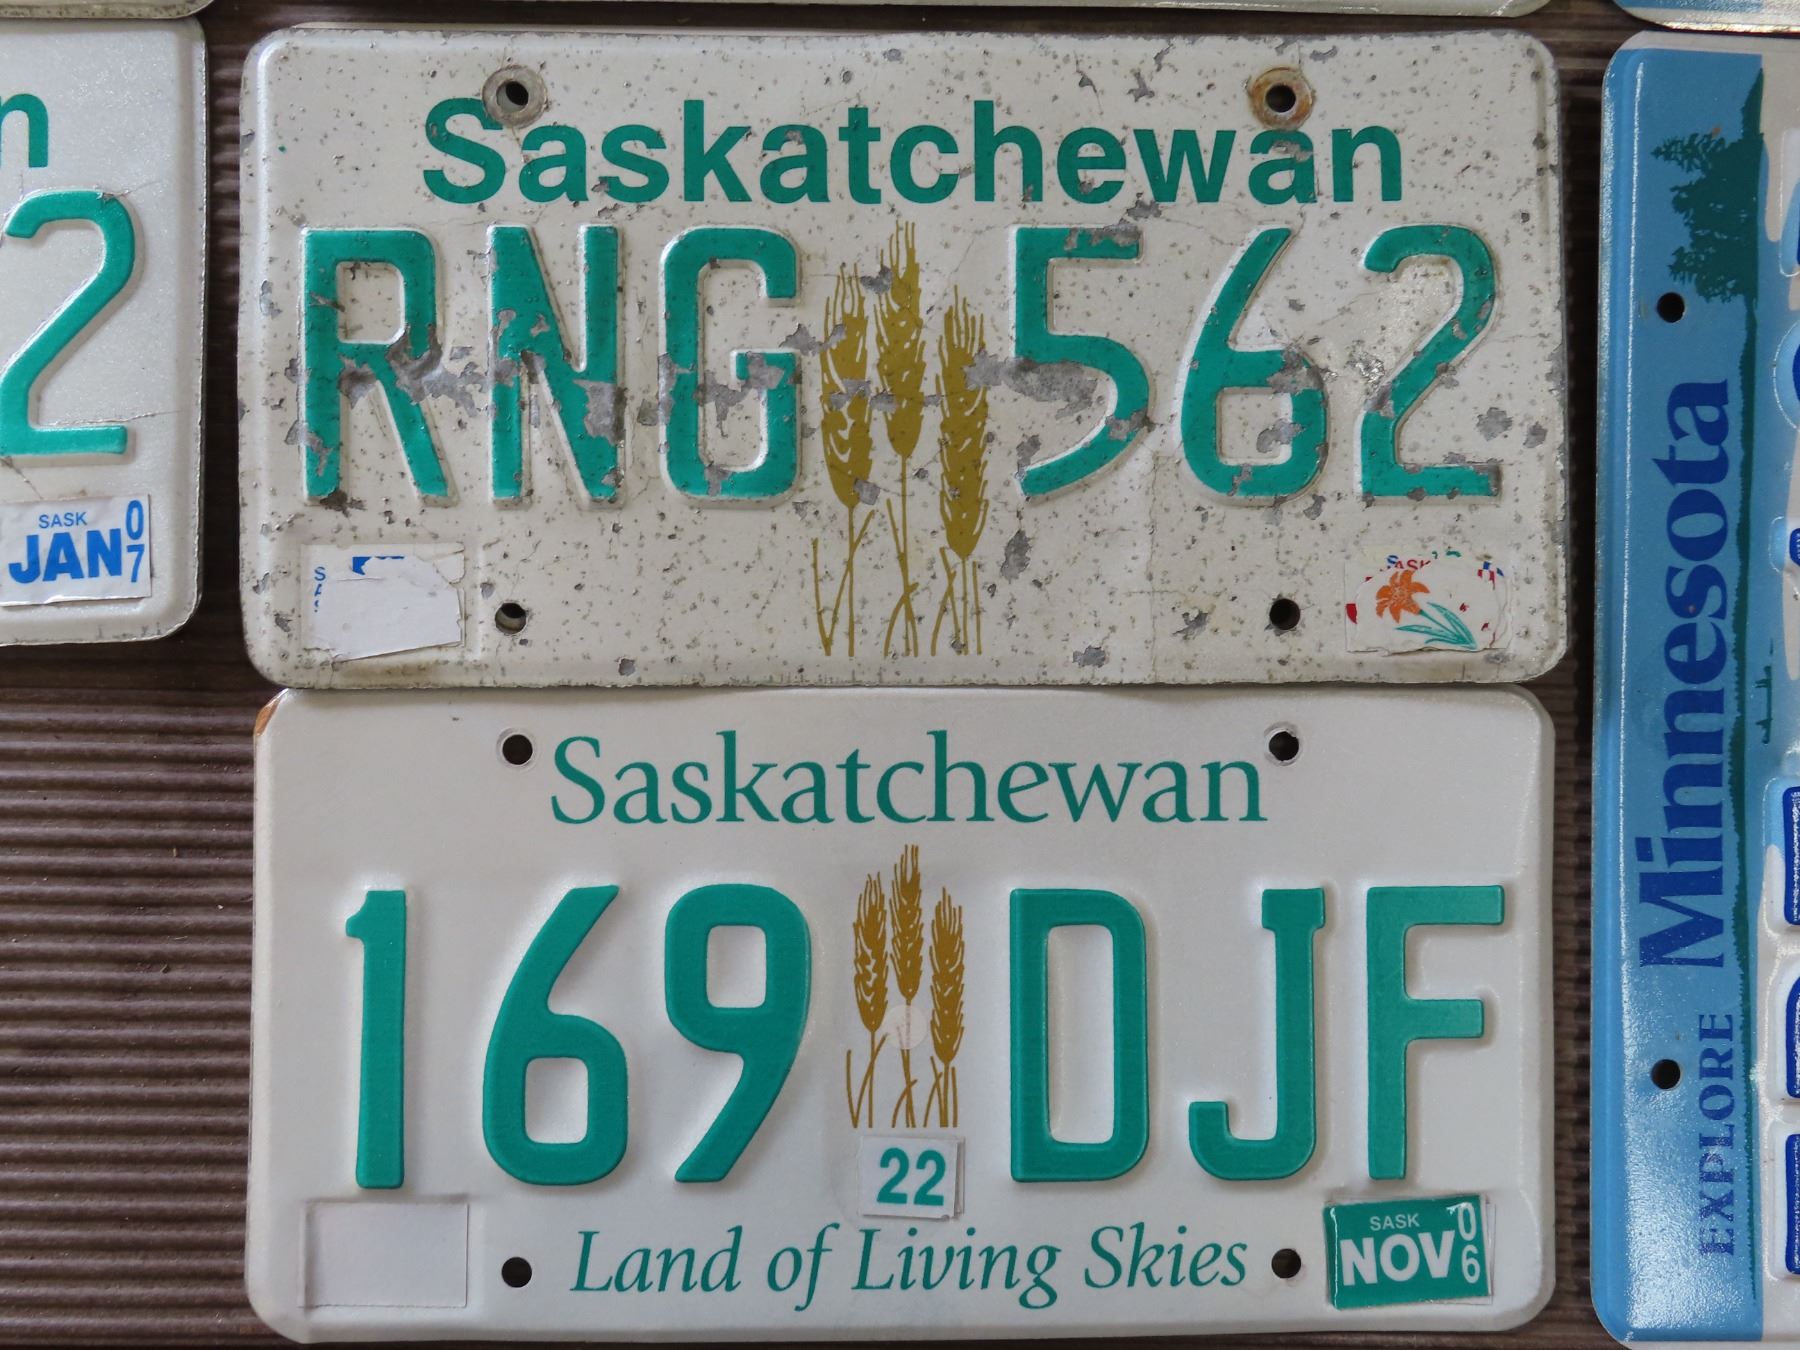 n
2
SASK
JAN 07
Saskatchewan
RNG 562
SASK
Saskatchewan
169 DJF
22
Land of Living Skies
SASK
NOV 06
EXPLORE Minnesota